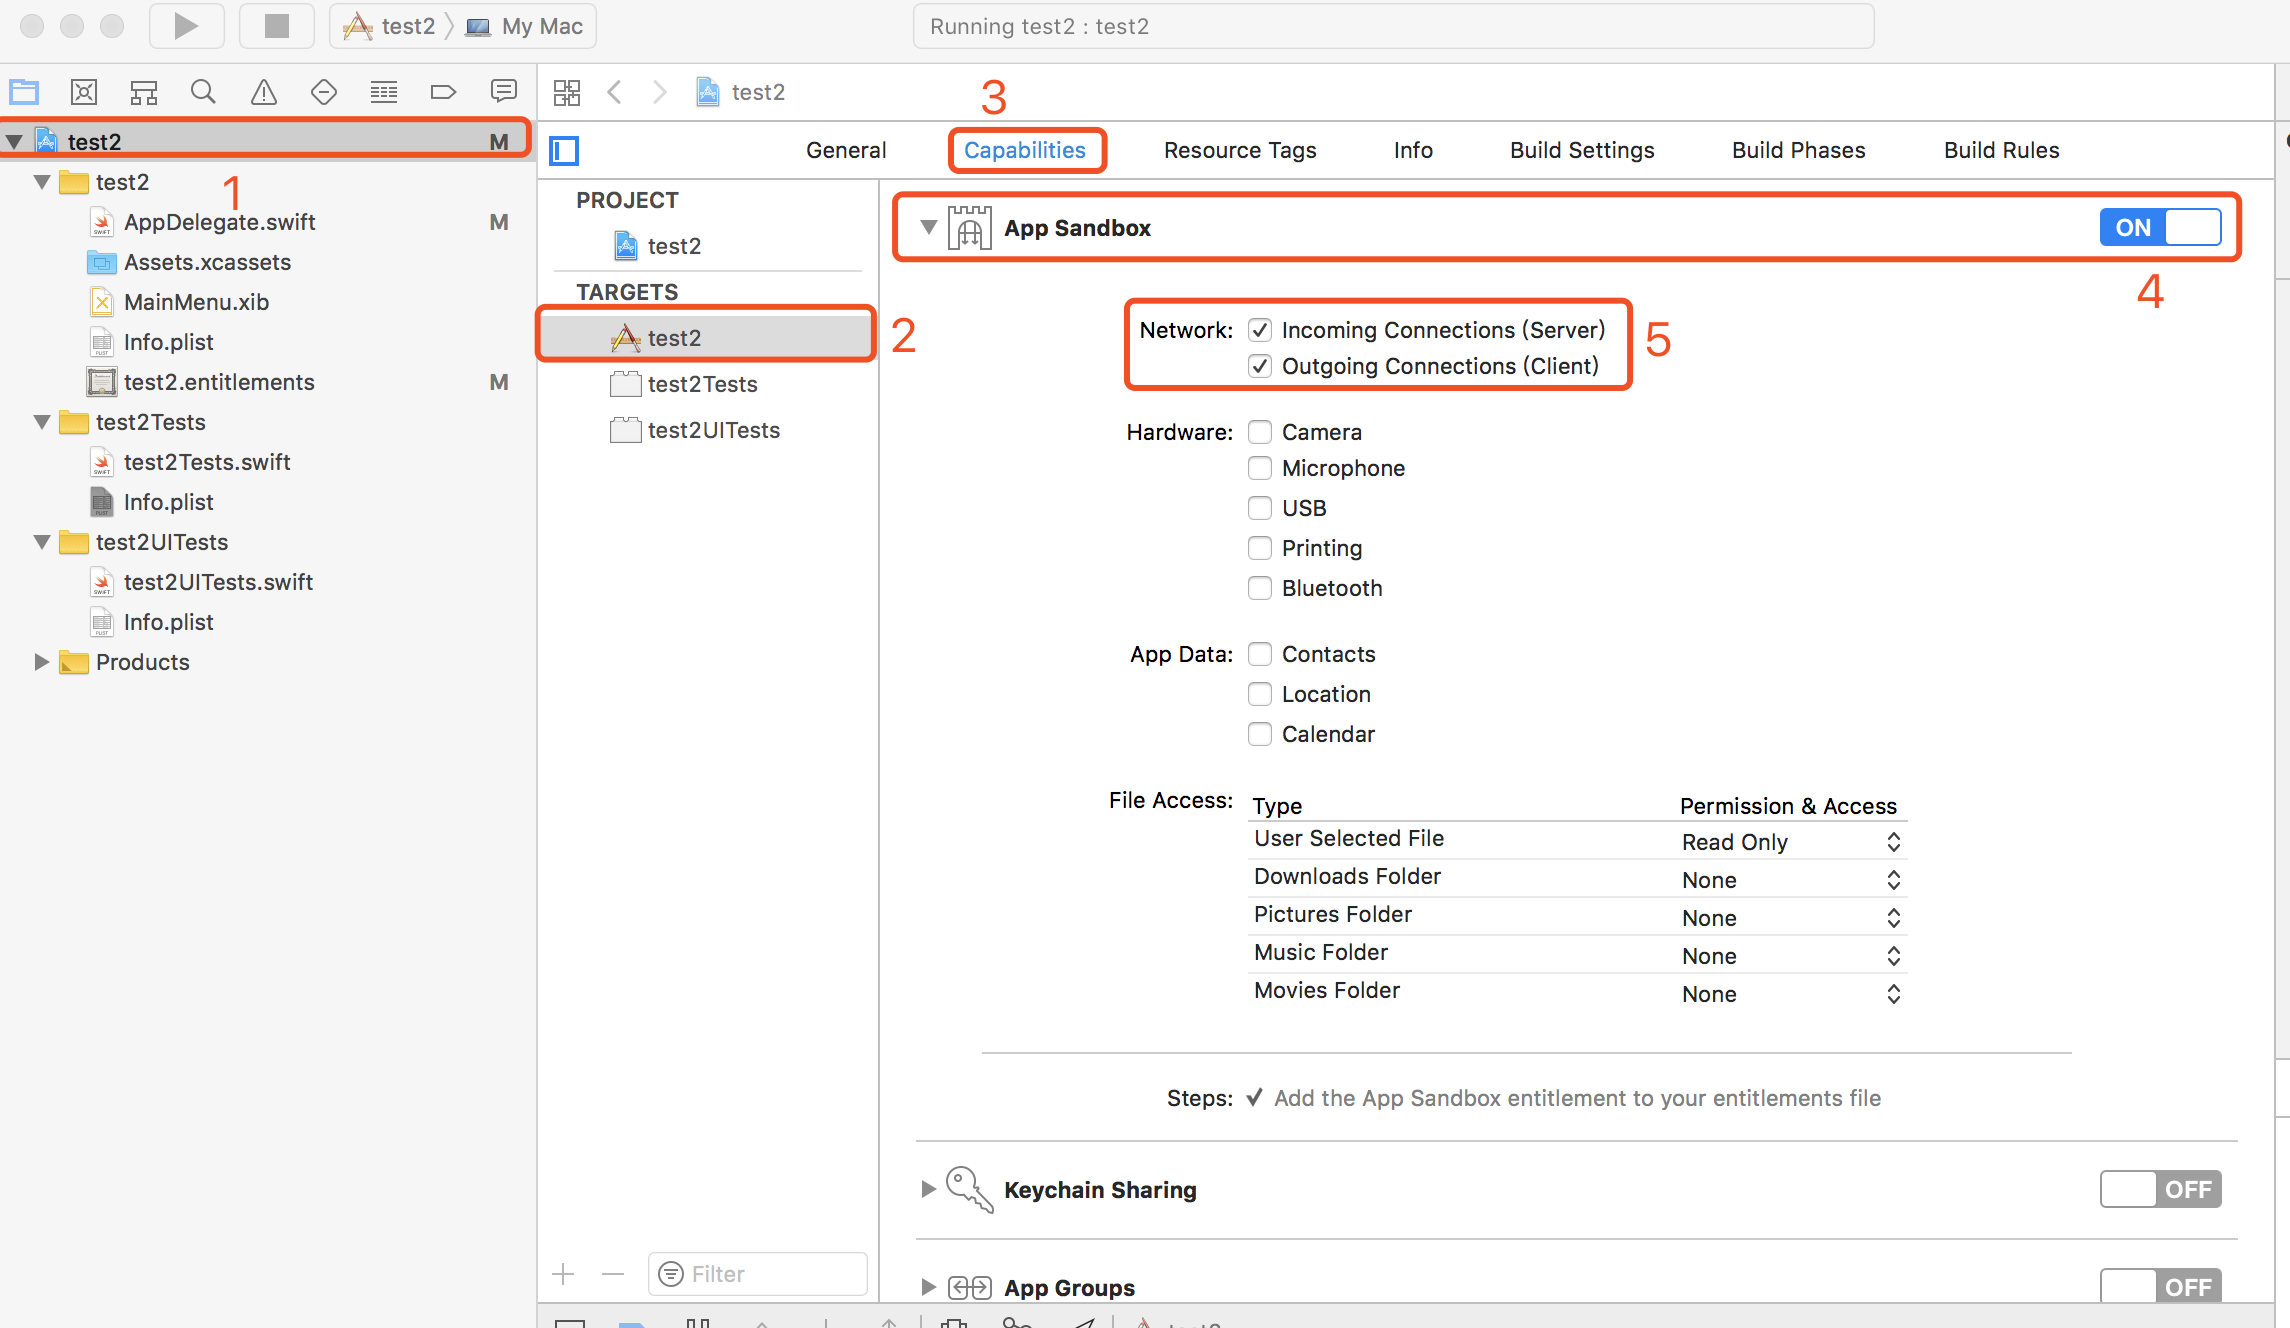 test2 My Mac
Running test2 : test2
test2
3
General Capabilities Resource Tags Info Build Settings Build Phases Build Rules
test2 M
test2
1
AppDelegate.swift M
Assets.xcassets
MainMenu.xib
Info.plist
test2.entitlements M
test2Tests
test2Tests.swift
Info.plist
test2UITests
test2UITests.swift
Info.plist
Products
PROJECT
test2
TARGETS
test2
2
test2Tests
test2UITests
Filter
App Sandbox ON
4
Network: Incoming Connections (Server)
Outgoing Connections (Client)
5
Hardware: Camera
Microphone
USB
Printing
Bluetooth
App Data: Contacts
Location
Calendar
File Access: Type Permission & Access
User Selected File Read Only
Downloads Folder None
Pictures Folder None
Music Folder None
Movies Folder None
Steps: Add the App Sandbox entitlement to your entitlements file
Keychain Sharing OFF
App Groups OFF